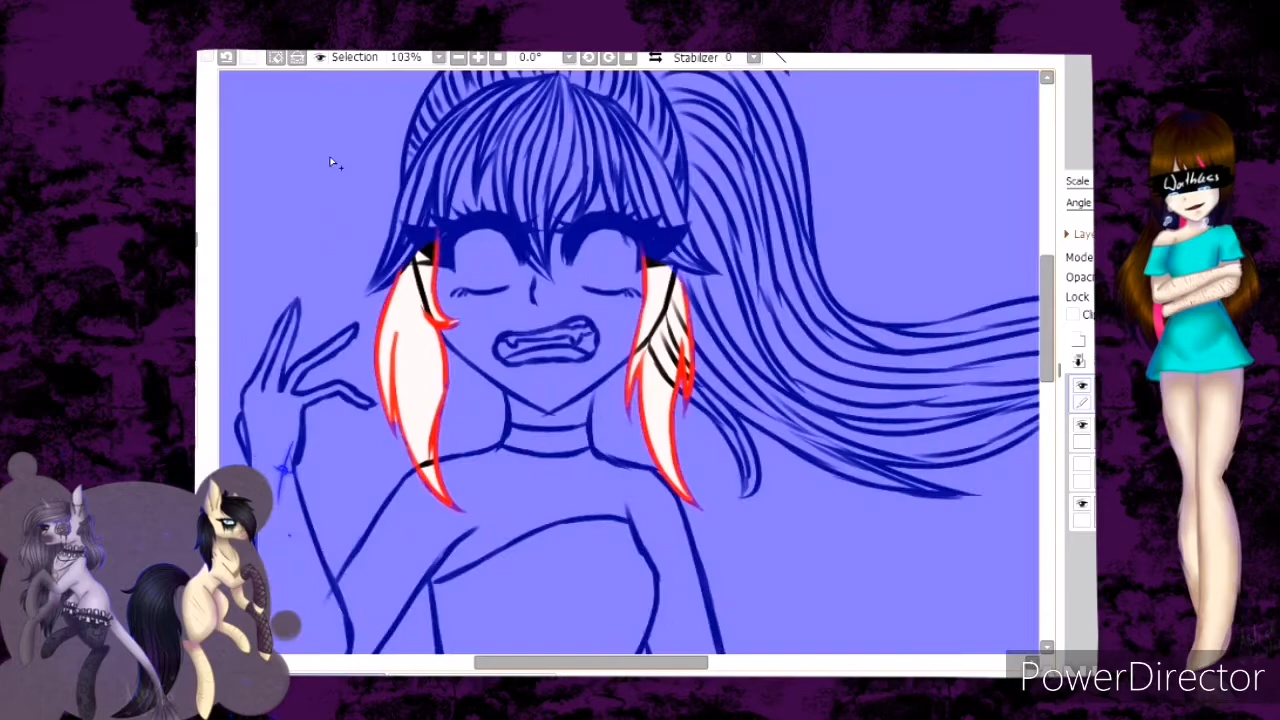 Selection 103% 0.0° Stabilizer 0
Scale
Angle
Mode
Lock
PowerDirector